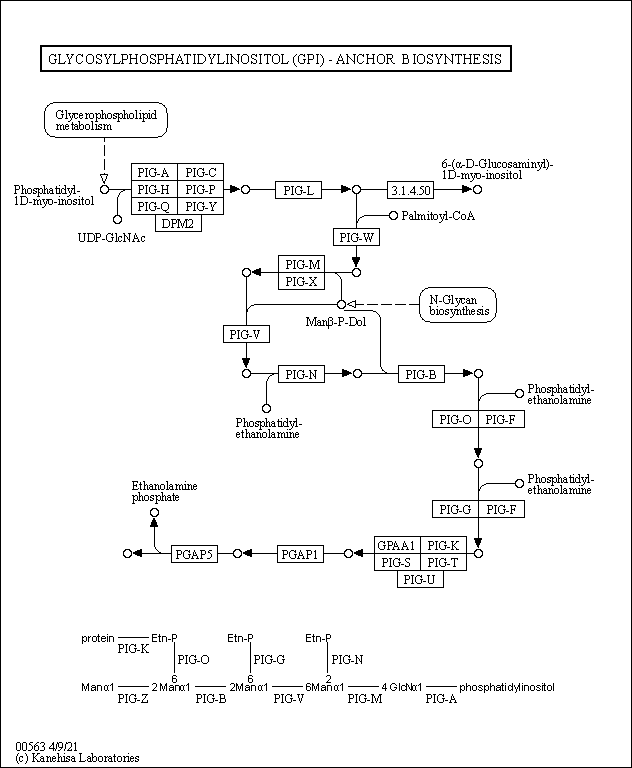 GLYCOSYLPHOSPHATIDYLINOSITOL (GPI) - ANCHOR BIOSYNTHESIS
Glycerophospholipid
metabolism
Phosphatidyl-
1D-myo-inositol
UDP-GlcNAc
PIG-A PIG-C
PIG-H PIG-P
PIG-Q PIG-Y
DPM2
PIG-L
3.1.4.50
6-(α-D-Glucosaminyl)-
1D-myo-inositol
Palmitoyl-CoA
PIG-W
PIG-M
PIG-X
Manβ-P-Dol
N-Glycan
biosynthesis
PIG-V
PIG-N
PIG-B
Phosphatidyl-
ethanolamine
Phosphatidyl-
ethanolamine
PIG-O PIG-F
Phosphatidyl-
ethanolamine
PIG-G PIG-F
Ethanolamine
phosphate
PGAP5
PGAP1
GPAA1 PIG-K
PIG-S PIG-T
PIG-U
protein Etn-P Etn-P Etn-P
PIG-K
PIG-O PIG-G PIG-N
6 6 2
Manα1 2Manα1 2Manα1 6Manα1 4 GlcNα1 phosphatidylinositol
PIG-Z PIG-B PIG-V PIG-M PIG-A
00563 4/9/21
(c) Kanehisa Laboratories